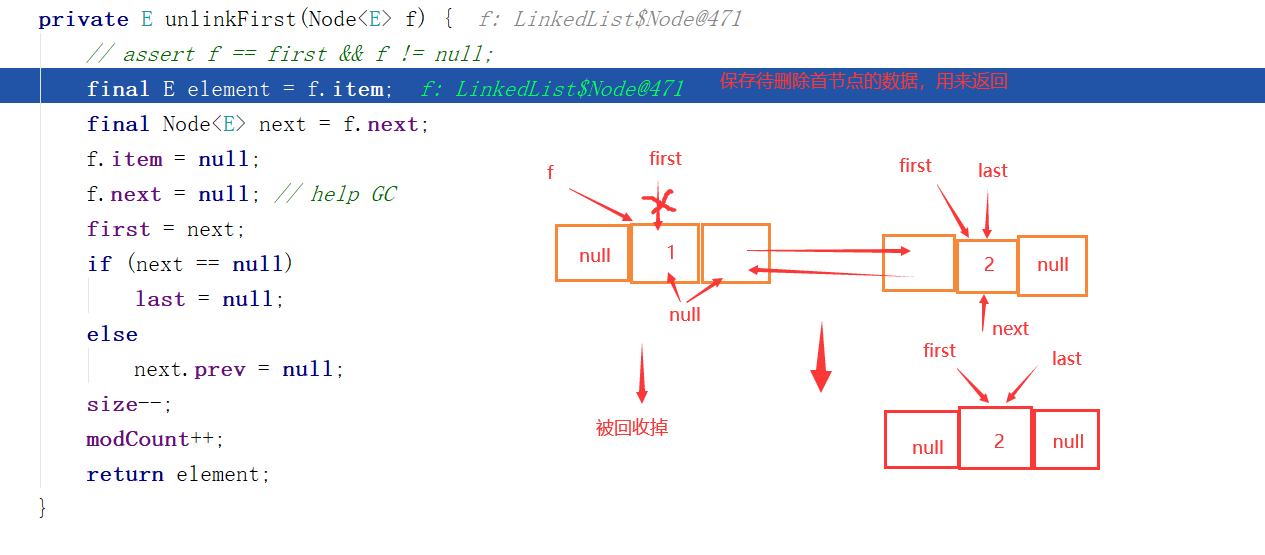 private E unlinkFirst(Node<E> f) {  f: LinkedList$Node@471
// assert f == first && f != null;
final E element = f.item;  f: LinkedList$Node@471  保存待删除首节点的数据，用来返回
final Node<E> next = f.next;
f.item = null;
f.next = null; // help GC
first = next;
if (next == null)
last = null;
else
next.prev = null;
size--;
modCount++;
return element;
}
first
f
null 1
null
被回收掉
first last
2 null
next
first last
null 2 null